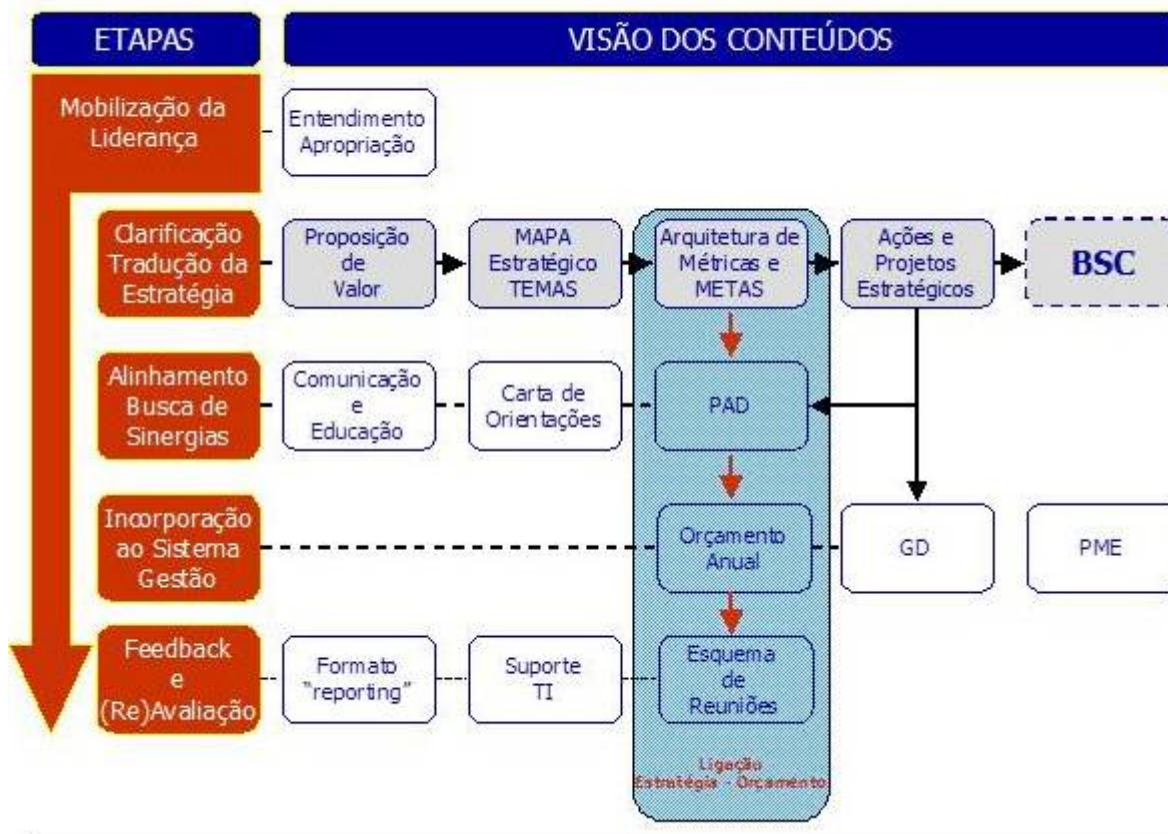 ETAPAS
VISÃO DOS CONTEÚDOS
Mobilização da
Liderança
Entendimento
Apropriação
Clarificação
Tradução da
Estratégia
Proposição
de
Valor
MAPA
Estratégico
TEMAS
Arquitetura de
Métricas e
METAS
Ações e
Projetos
Estratégicos
BSC
Alinhamento
Busca de
Sinergias
Comunicação
e
Educação
Carta de
Orientações
PAD
Incorporação
ao Sistema
Gestão
Orçamento
Anual
GD
PME
Feedback
e
(Re)Avaliação
Formato
“reporting”
Suporte
TI
Esquema
de
Reuniões
Ligação
Estratégia - Orçamento